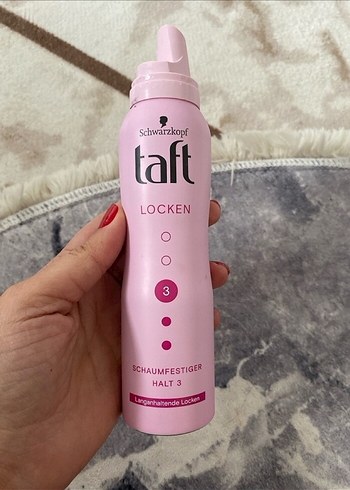 Schwarzkopf
taft
LOCKEN
3
SCHAUMFESTIGER
HALT 3
Langanhaltende Locken